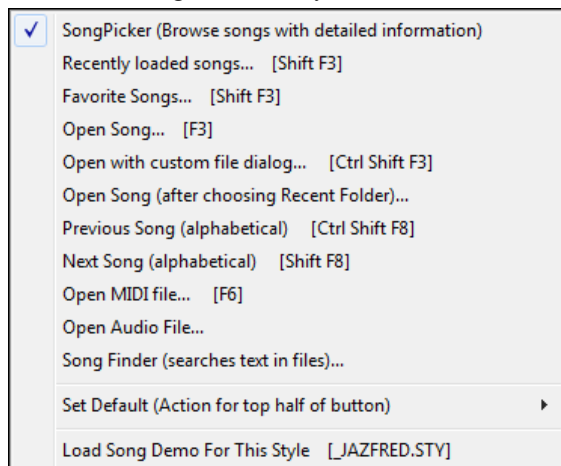 SongPicker (Browse songs with detailed information)
Recently loaded songs... [Shift F3]
Favorite Songs... [Shift F3]
Open Song... [F3]
Open with custom file dialog... [Ctrl Shift F3]
Open Song (after choosing Recent Folder)...
Previous Song (alphabetical) [Ctrl Shift F8]
Next Song (alphabetical) [Shift F8]
Open MIDI file... [F6]
Open Audio File...
Song Finder (searches text in files)...
Set Default (Action for top half of button)
Load Song Demo For This Style [_JAZFRED.STY]